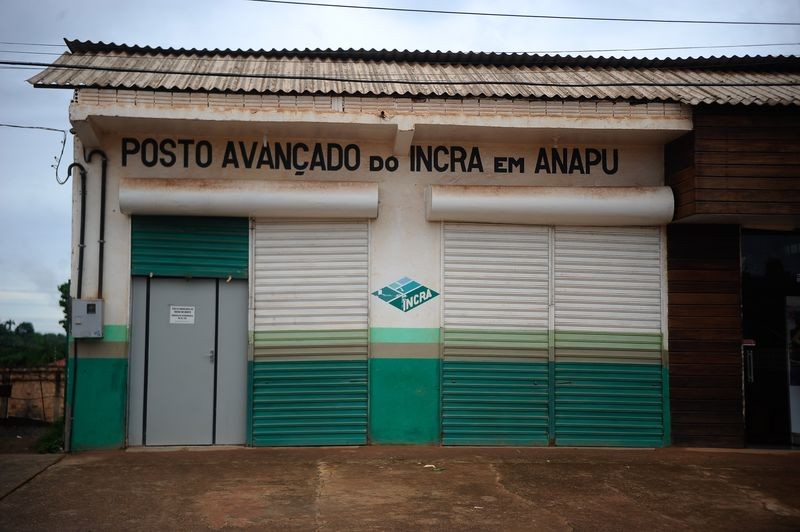 POSTO AVANÇADO DO INCRA EM ANAPU
INCRA